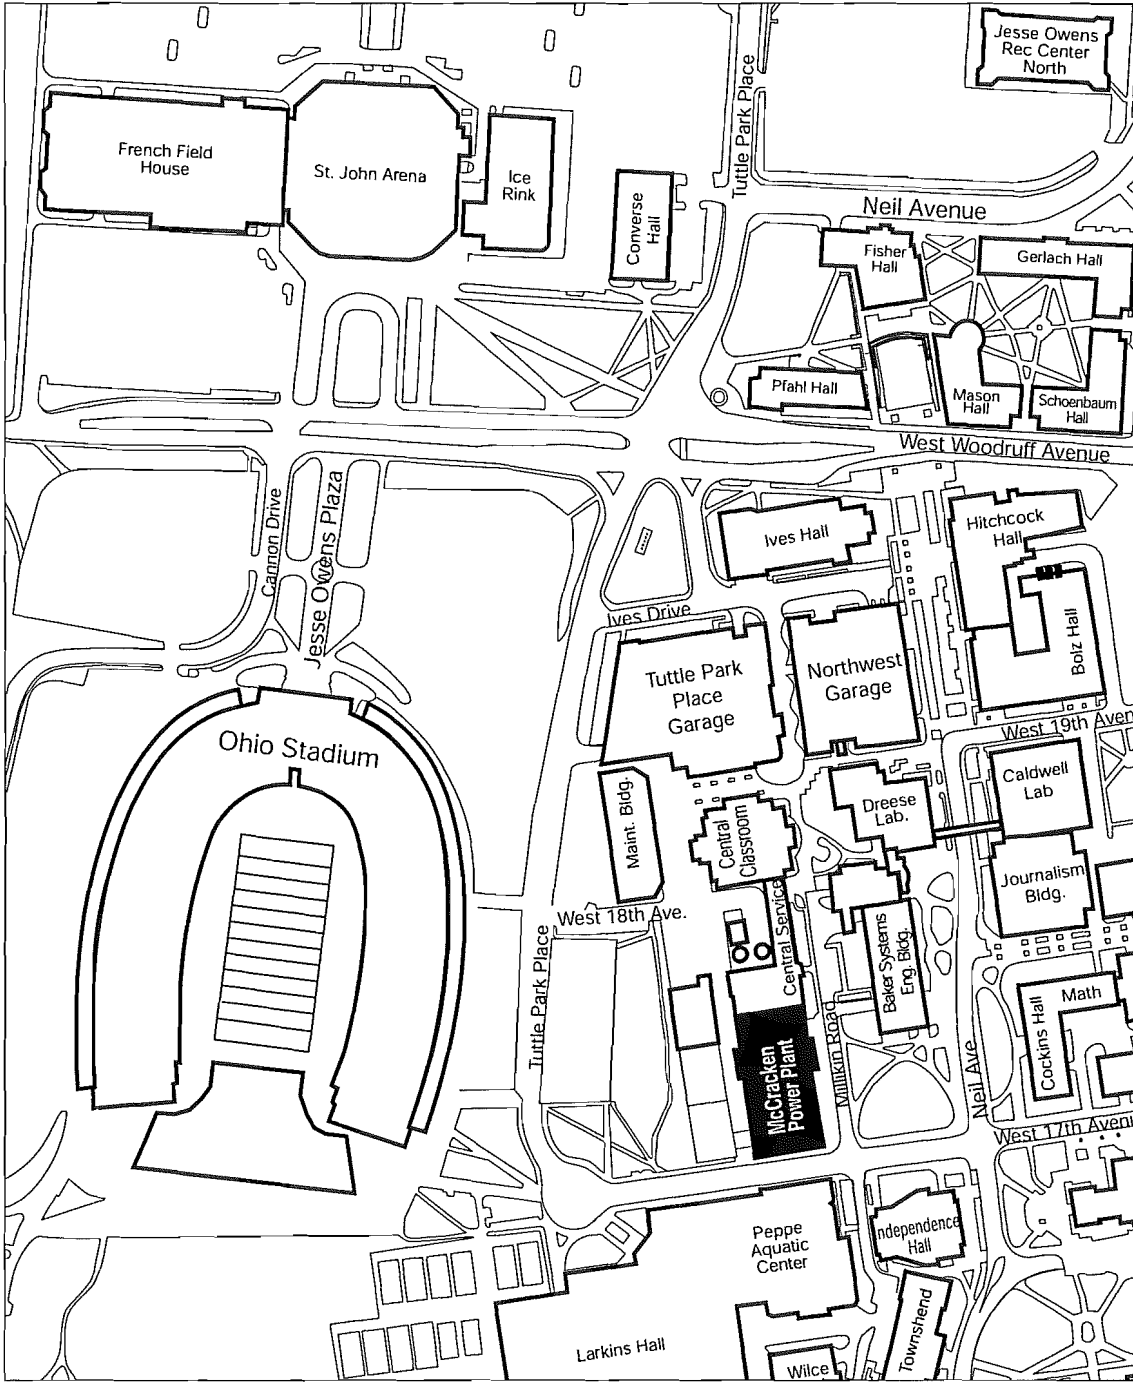 Jesse Owens
Rec Center
North
Tuttle Park Place
French Field
House
St. John Arena
Ice
Rink
Converse
Hall
Neil Avenue
Fisher
Hall
Gerlach Hall
Pfahl Hall
Mason
Hall
Schoenbaum
Hall
West Woodruff Avenue
Cannon Drive
Jesse Owens Plaza
Ives Hall
Hitchcock
Hall
Ives Drive
Bolz Hall
Tuttle Park
Place
Garage
Northwest
Garage
West 19th Aven
Ohio Stadium
Maint. Bldg.
Central
Classroom
Dreese
Lab.
Caldwell
Lab
Journalism
Bldg.
West 18th Ave.
Central Service
Baker Systems
Eng. Bldg.
Tuttle Park Place
Math
Cockins Hall
McCracken
Power Plant
Millikin Road
Neil Ave
West 17th Avenu
Peppe
Aquatic
Center
ndependence
Hall
Larkins Hall
Townshend
Wilce